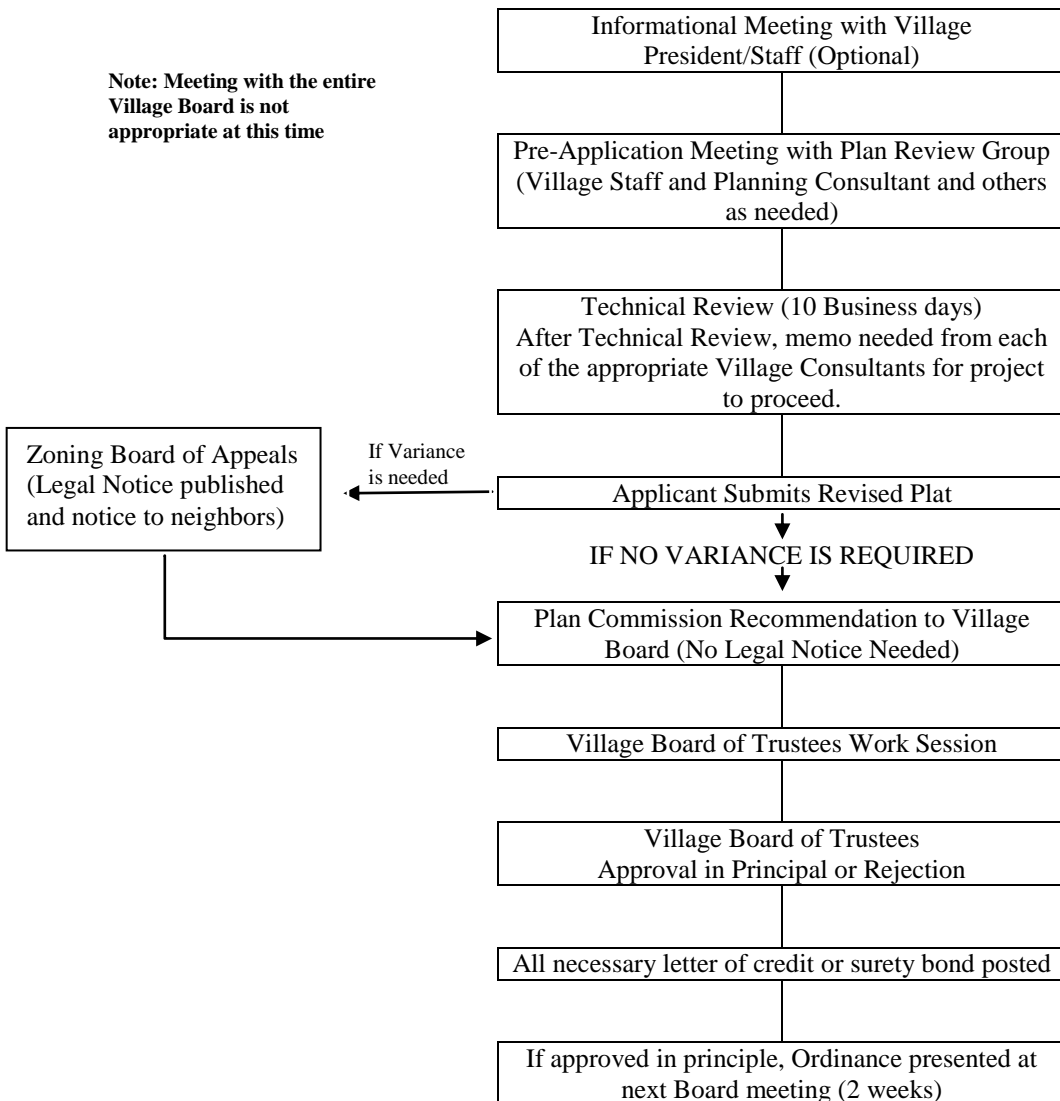 Informational Meeting with Village
President/Staff (Optional)
Note: Meeting with the entire
Village Board is not
appropriate at this time
Pre-Application Meeting with Plan Review Group
(Village Staff and Planning Consultant and others
as needed)
Technical Review (10 Business days)
After Technical Review, memo needed from each
of the appropriate Village Consultants for project
to proceed.
Zoning Board of Appeals
(Legal Notice published
and notice to neighbors)
If Variance
is needed
Applicant Submits Revised Plat
IF NO VARIANCE IS REQUIRED
Plan Commission Recommendation to Village
Board (No Legal Notice Needed)
Village Board of Trustees Work Session
Village Board of Trustees
Approval in Principal or Rejection
All necessary letter of credit or surety bond posted
If approved in principle, Ordinance presented at
next Board meeting (2 weeks)